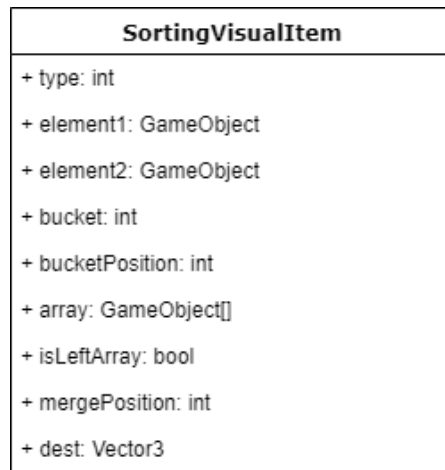 SortingVisualItem
+ type: int
+ element1: GameObject
+ element2: GameObject
+ bucket: int
+ bucketPosition: int
+ array: GameObject[]
+ isLeftArray: bool
+ mergePosition: int
+ dest: Vector3